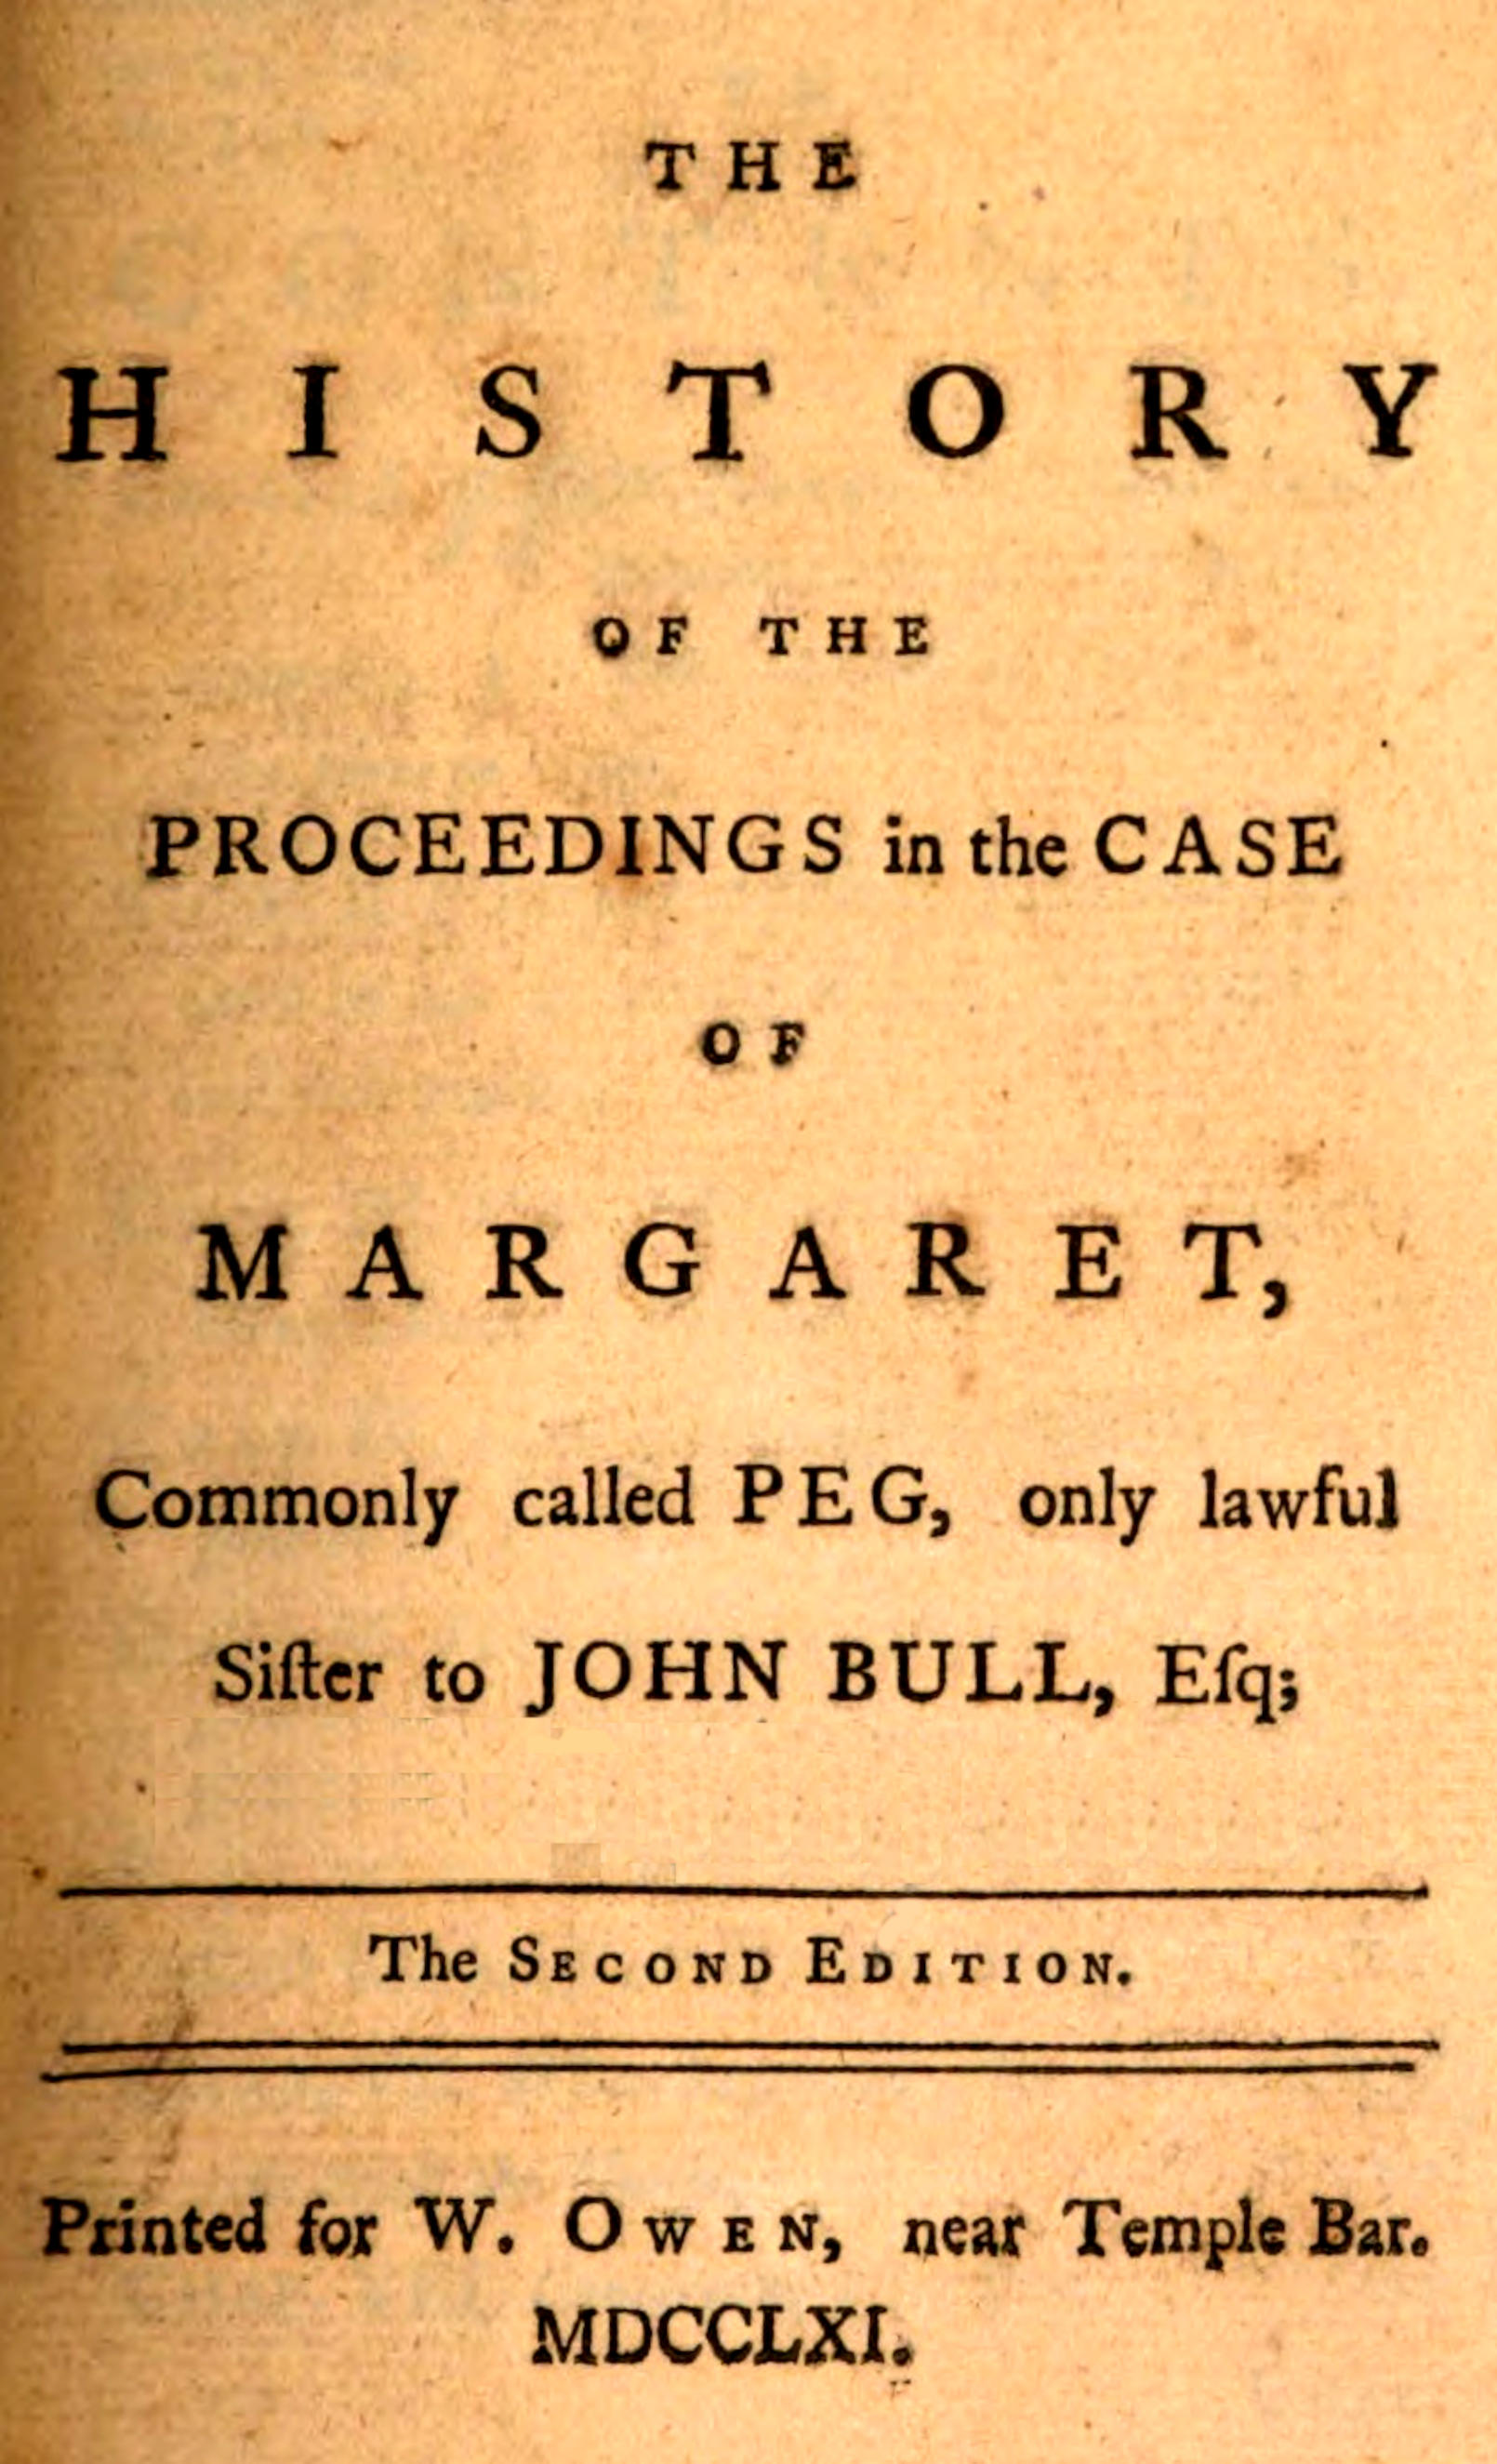 THE
HISTORY
OF THE
PROCEEDINGS in the CASE
OF
MARGARET,
Commonly called PEG, only lawful
Siſter to JOHN BULL, Eſq;
The SECOND EDITION.
Printed for W. OWEN, near Temple Bar.
MDCCLXI.